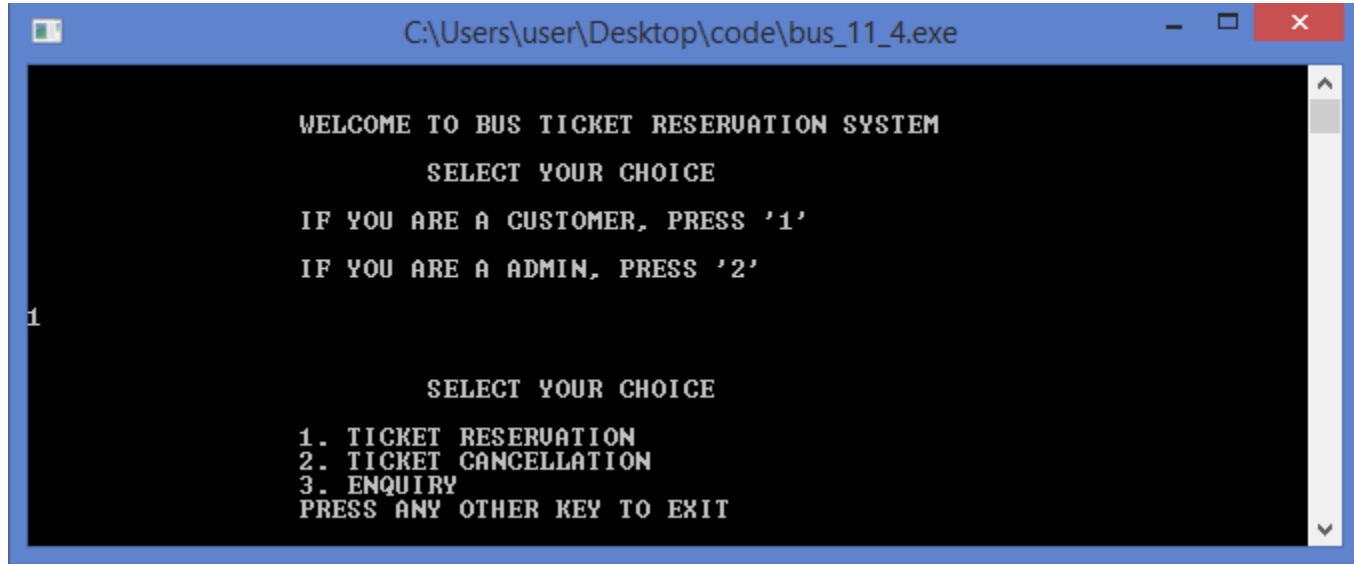 C:\Users\user\Desktop\code\bus_11_4.exe
WELCOME TO BUS TICKET RESERVATION SYSTEM
SELECT YOUR CHOICE
IF YOU ARE A CUSTOMER, PRESS '1'
IF YOU ARE A ADMIN, PRESS '2'
1
SELECT YOUR CHOICE
1. TICKET RESERVATION
2. TICKET CANCELLATION
3. ENQUIRY
PRESS ANY OTHER KEY TO EXIT